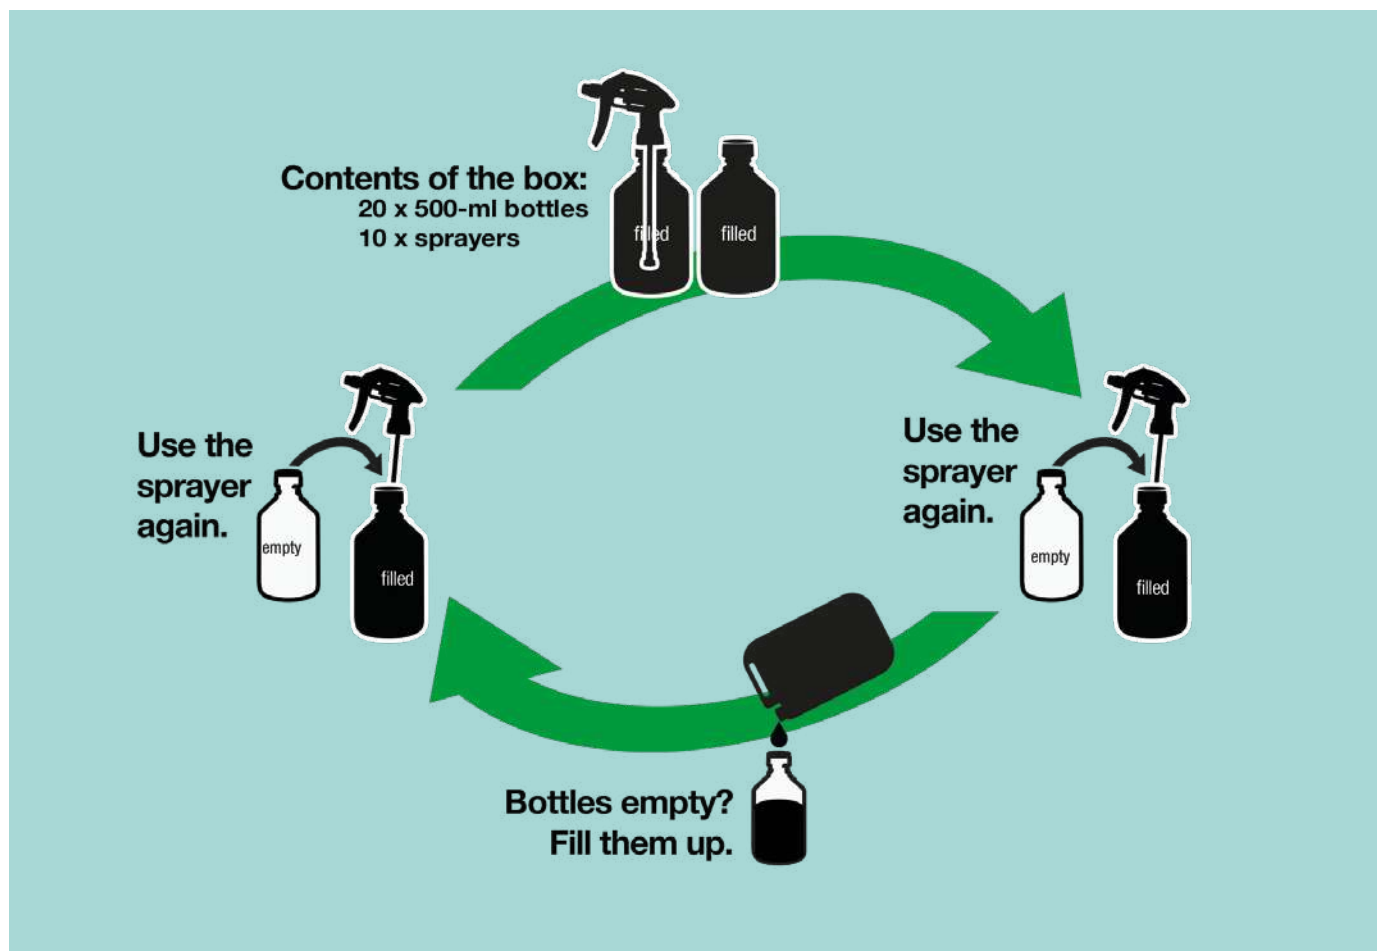 Contents of the box:
20 x 500-ml bottles
10 x sprayers
filled
filled
Use the
sprayer
again.
empty
filled
Use the
sprayer
again.
empty
filled
Bottles empty?
Fill them up.